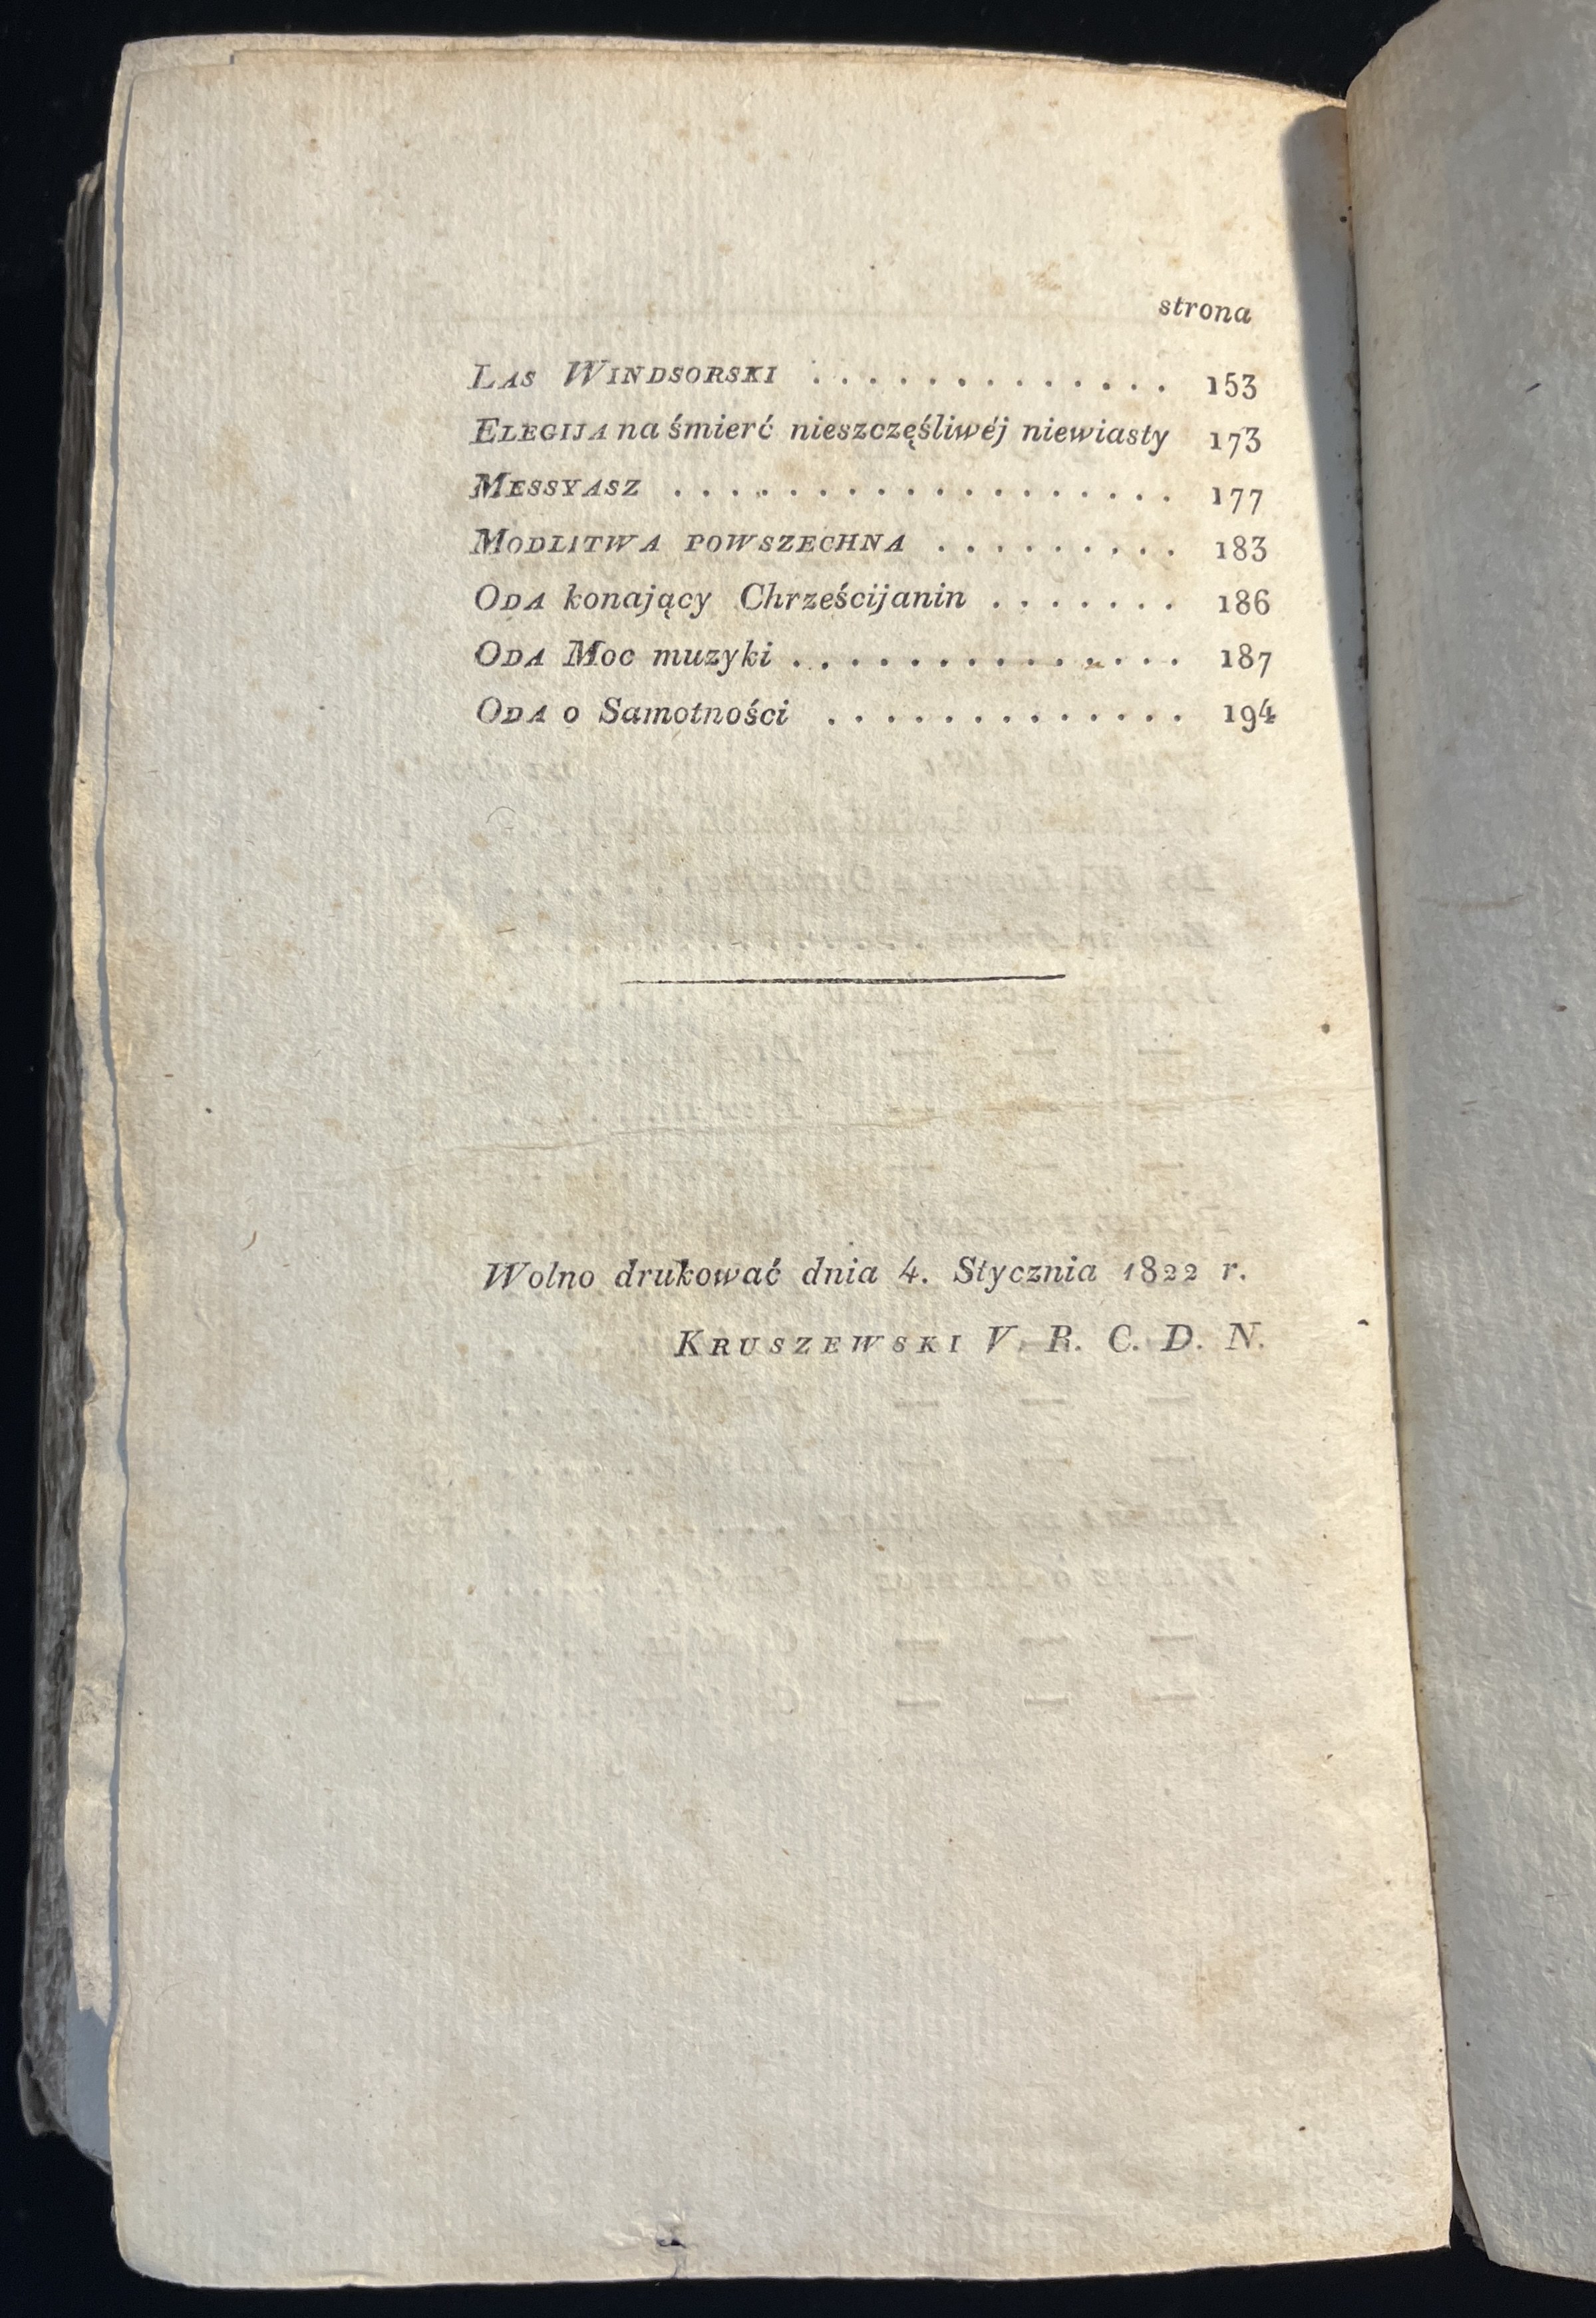 strona
LAS WINDSORSKI . . . . . . . . . . . . . 153
ELEGIJA na śmierć nieszczęśliwéj niewiasty 173
MESSYASZ . . . . . . . . . . . . . . . . . . 177
MODLITWA POWSZECHNA . . . . . . . . . 183
ODA konający Chrześcijanin . . . . . . . 186
ODA Moc muzyki . . . . . . . . . . . . . . 187
ODA o Samotności . . . . . . . . . . . . . 194
Wolno drukować dnia 4. Stycznia 1822 r.
KRUSZEWSKI V. R. C. D. N.